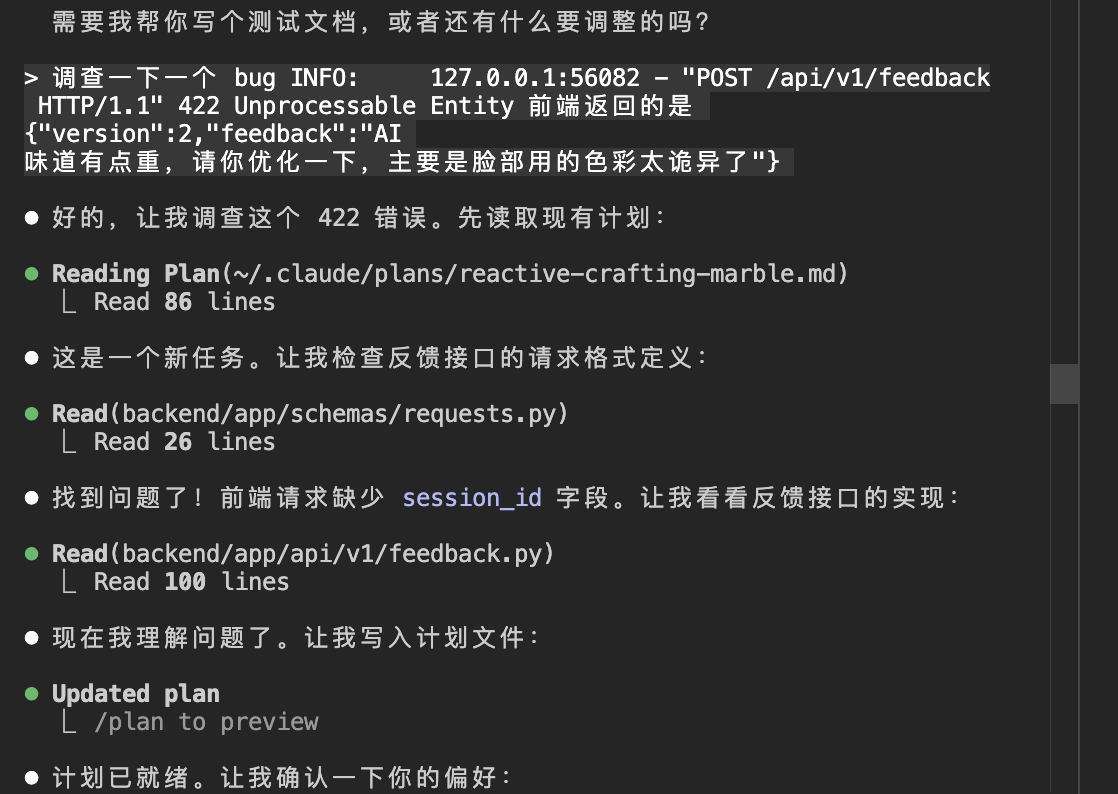 需要我帮你写个测试文档，或者还有什么要调整的吗？
> 调查一下一个 bug INFO:     127.0.0.1:56082 - "POST /api/v1/feedback
HTTP/1.1" 422 Unprocessable Entity 前端返回的是
{"version":2,"feedback":"AI
味道有点重，请你优化一下，主要是脸部用的色彩太诡异了"}
● 好的，让我调查这个 422 错误。先读取现有计划：
● Reading Plan(~/.claude/plans/reactive-crafting-marble.md)
⎿ Read 86 lines
● 这是一个新任务。让我检查反馈接口的请求格式定义：
● Read(backend/app/schemas/requests.py)
⎿ Read 26 lines
● 找到问题了！前端请求缺少 session_id 字段。让我看看反馈接口的实现：
● Read(backend/app/api/v1/feedback.py)
⎿ Read 100 lines
● 现在我理解问题了。让我写入计划文件：
● Updated plan
⎿ /plan to preview
● 计划已就绪。让我确认一下你的偏好：